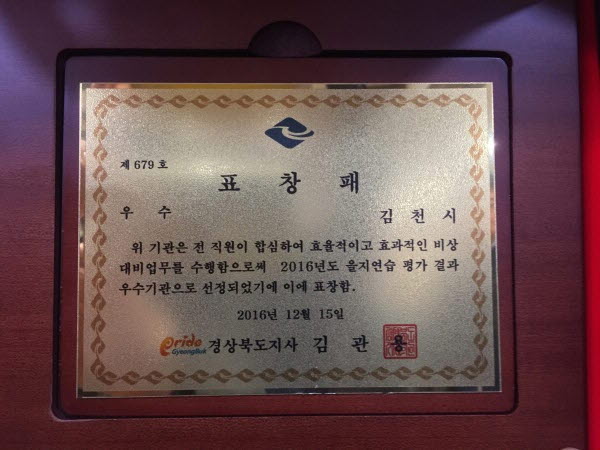 제 679 호
표 창 패
우 수 김 천 시
위 기관은 전 직원이 합심하여 효율적이고 효과적인 비상
대비업무를 수행함으로써 2016년도 을지연습 평가 결과
우수기관으로 선정되었기에 이에 표창함.
2016년 12월 15일
Pride GyeongBuk 경상북도지사 김 관 용